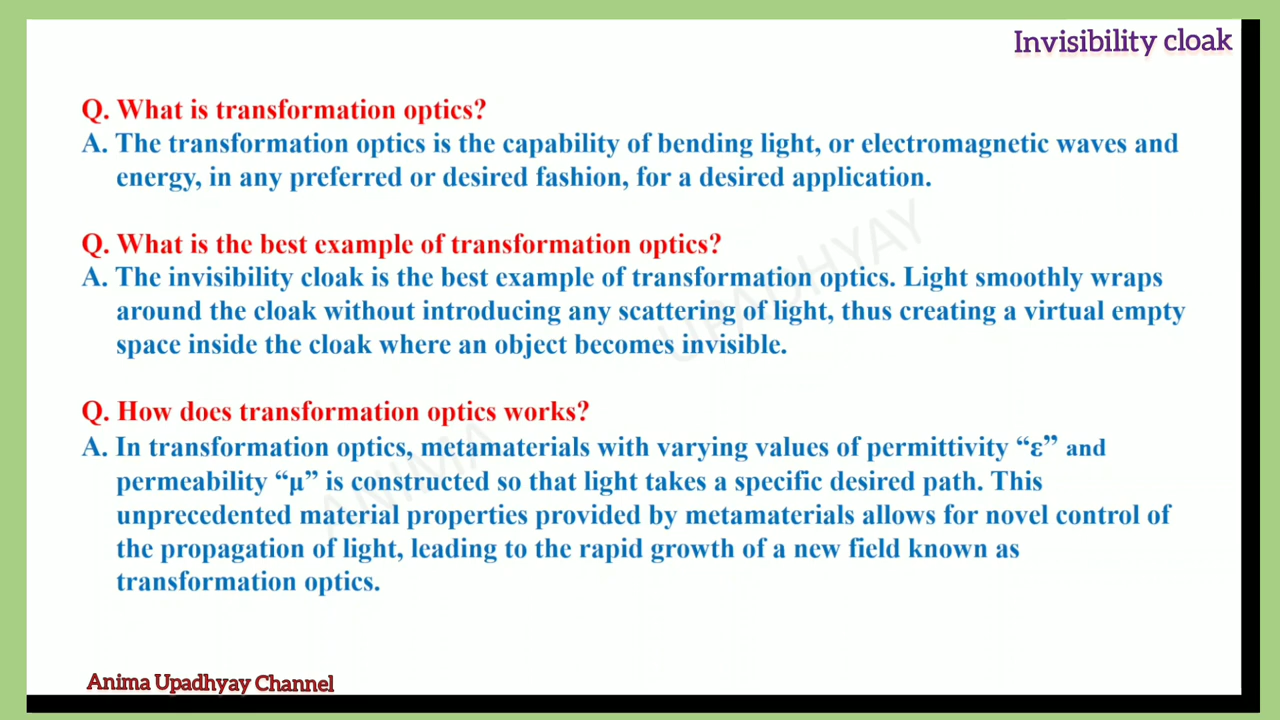 Invisibility cloak
Q. What is transformation optics?
A. The transformation optics is the capability of bending light, or electromagnetic waves and
energy, in any preferred or desired fashion, for a desired application.
Q. What is the best example of transformation optics?
A. The invisibility cloak is the best example of transformation optics. Light smoothly wraps
around the cloak without introducing any scattering of light, thus creating a virtual empty
space inside the cloak where an object becomes invisible.
Q. How does transformation optics works?
A. In transformation optics, metamaterials with varying values of permittivity “ε” and
permeability “μ” is constructed so that light takes a specific desired path. This
unprecedented material properties provided by metamaterials allows for novel control of
the propagation of light, leading to the rapid growth of a new field known as
transformation optics.
ANIMA UPADHYAY
Anima Upadhyay Channel